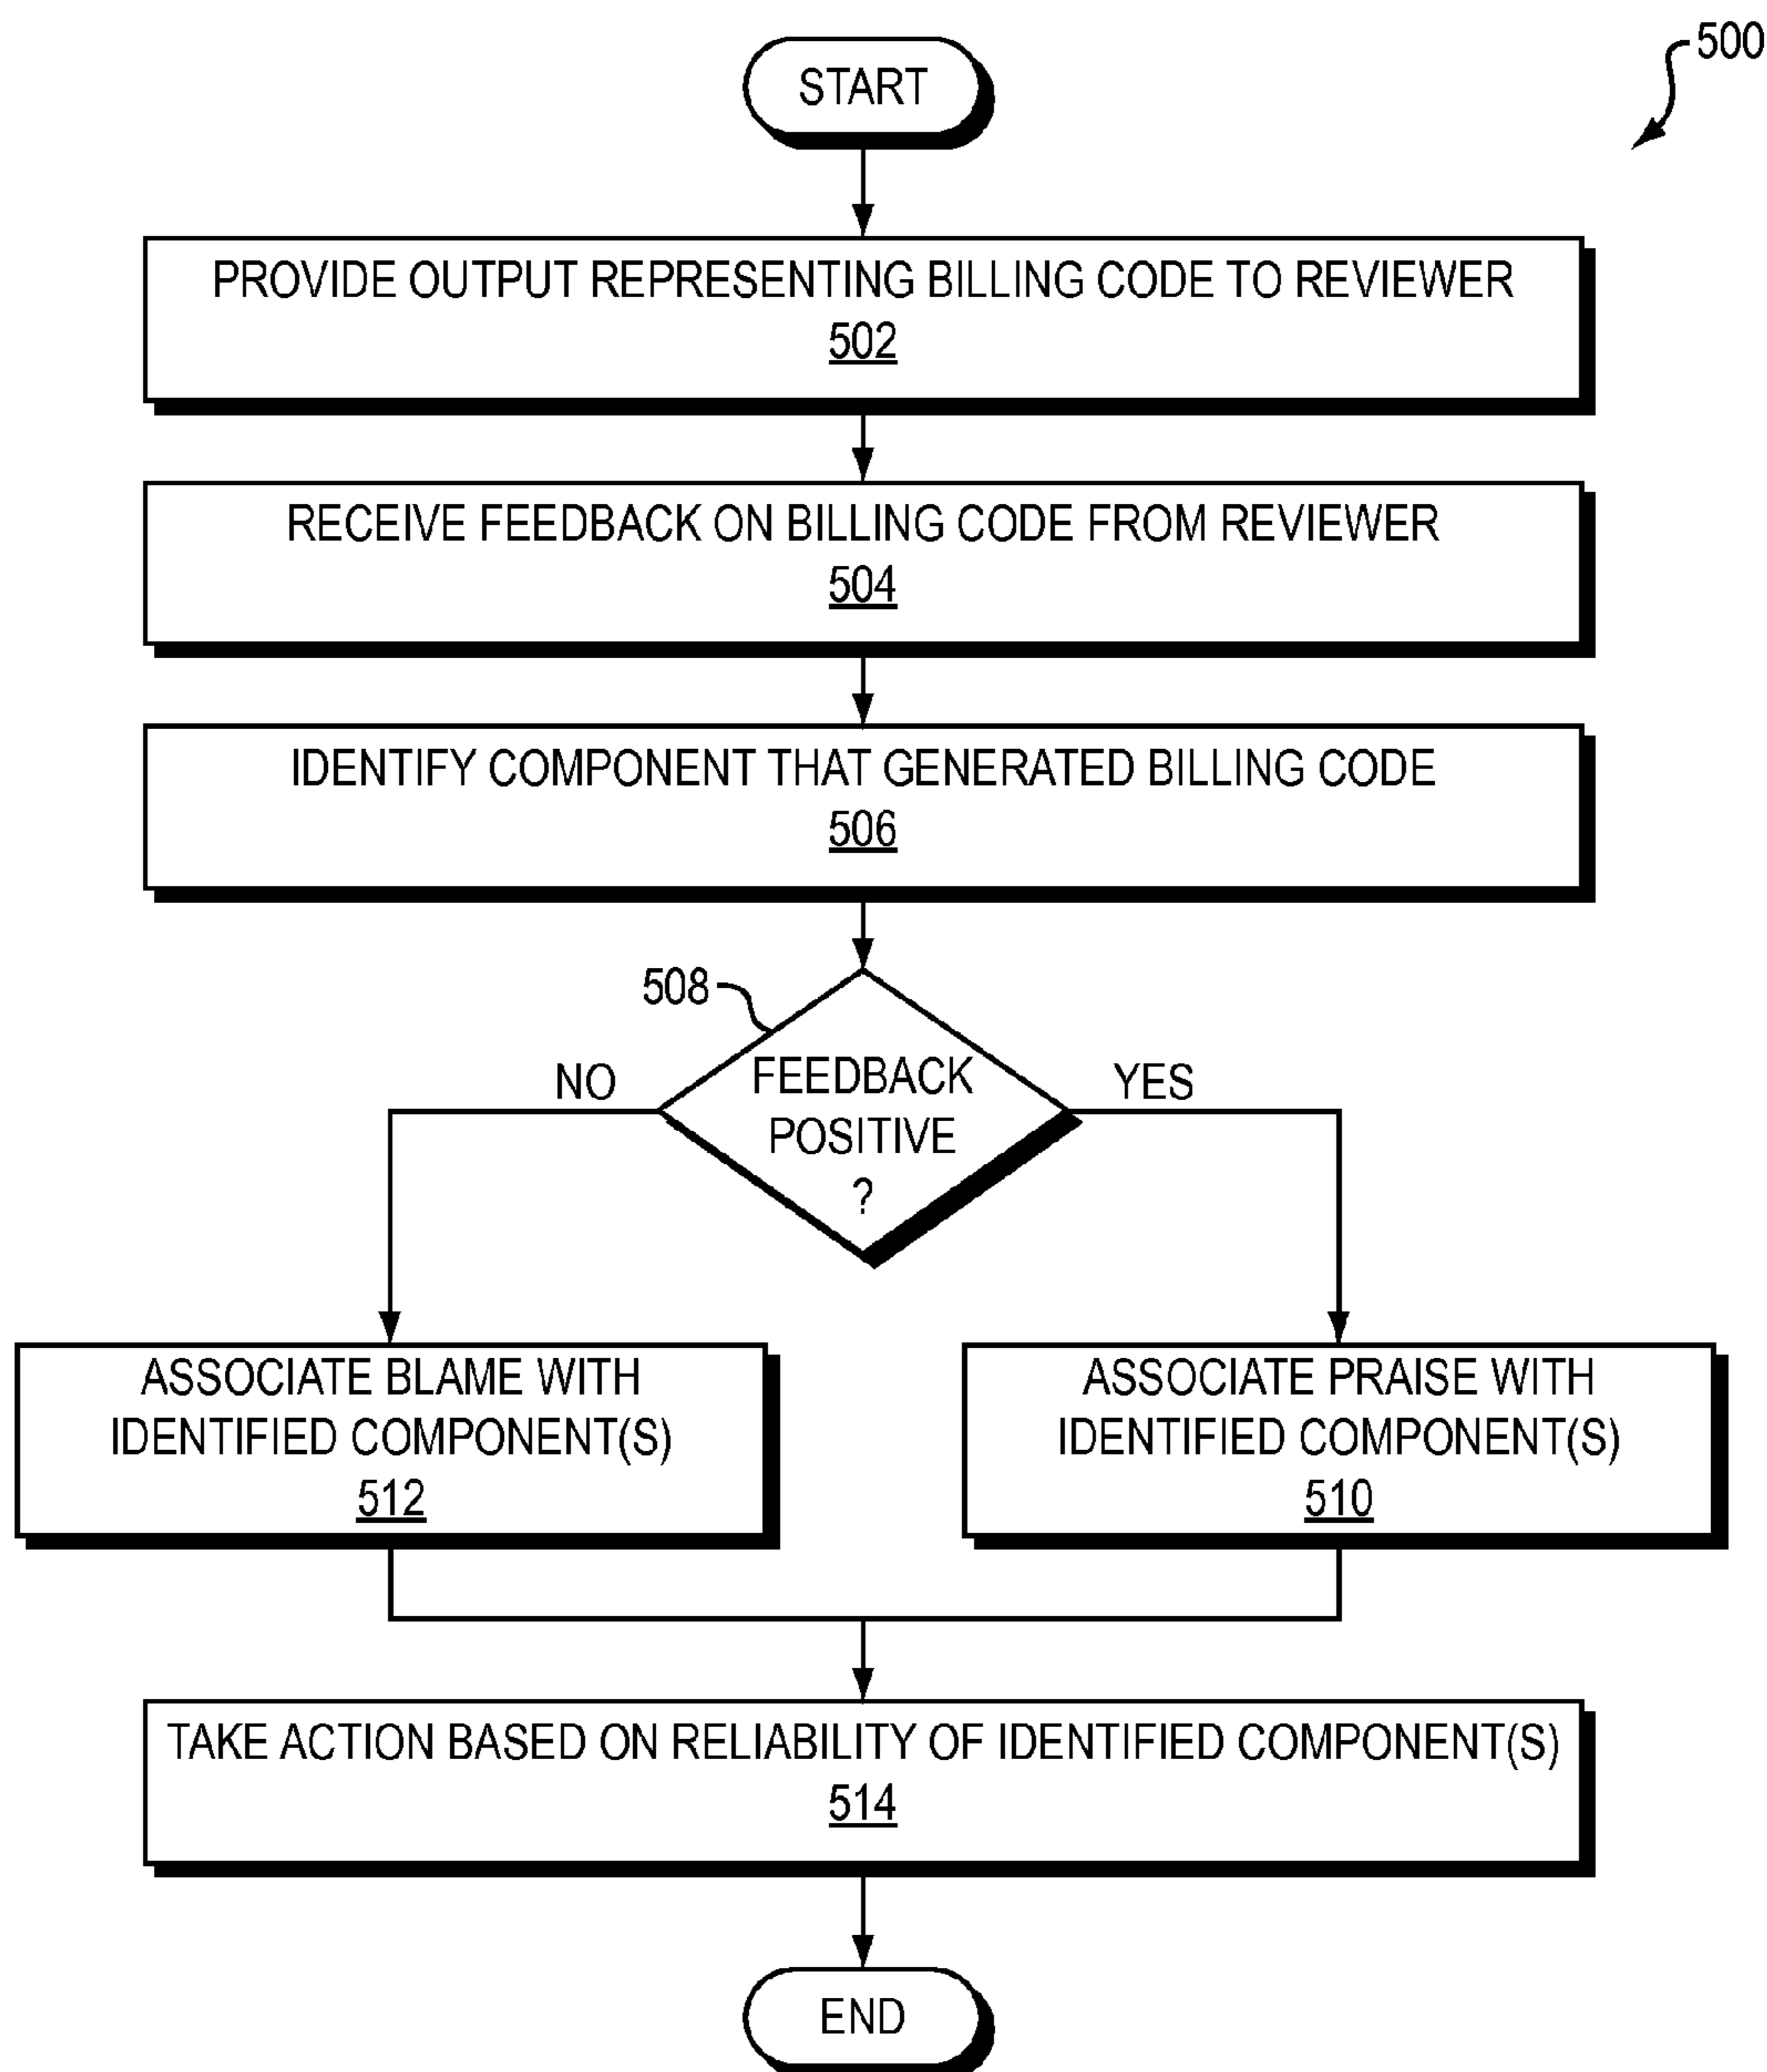 500
START
PROVIDE OUTPUT REPRESENTING BILLING CODE TO REVIEWER
502
RECEIVE FEEDBACK ON BILLING CODE FROM REVIEWER
504
IDENTIFY COMPONENT THAT GENERATED BILLING CODE
506
508
FEEDBACK
POSITIVE
?
NO
YES
ASSOCIATE BLAME WITH
IDENTIFIED COMPONENT(S)
512
ASSOCIATE PRAISE WITH
IDENTIFIED COMPONENT(S)
510
TAKE ACTION BASED ON RELIABILITY OF IDENTIFIED COMPONENT(S)
514
END